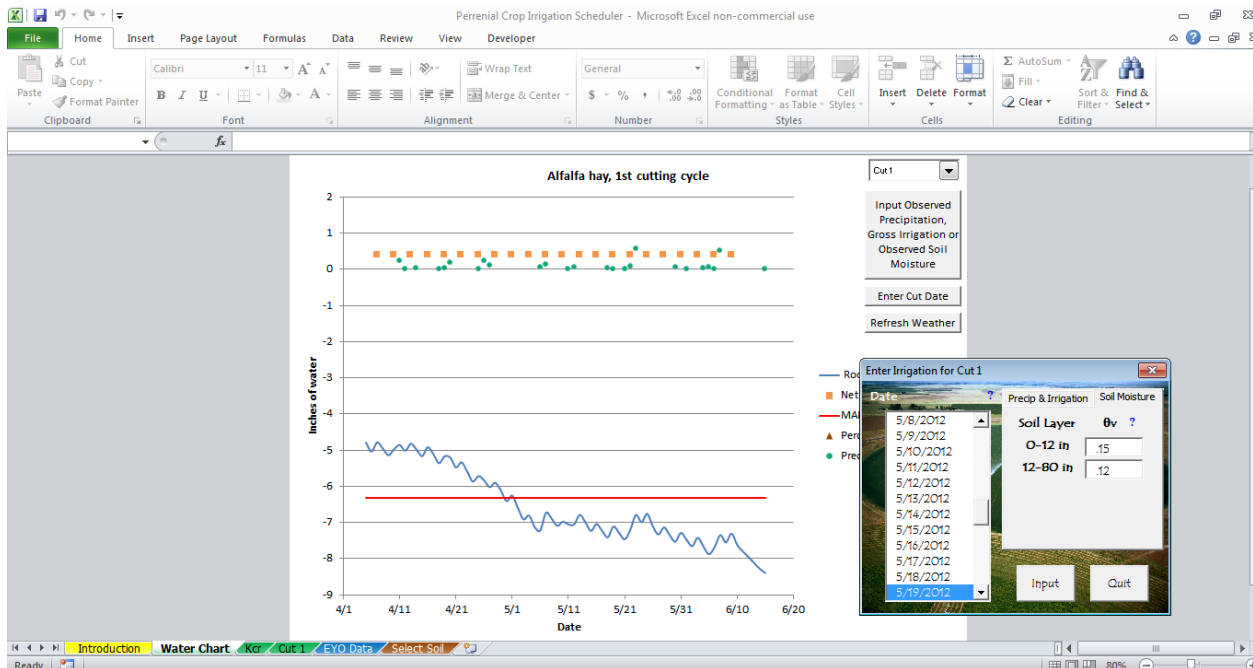 Perrenial Crop Irrigation Scheduler - Microsoft Excel non-commercial use
File Home Insert Page Layout Formulas Data Review View Developer
Paste
Cut
Copy
Format Painter
Clipboard
Calibri 11
B I U
Font
Wrap Text
Merge & Center
Alignment
General
$ % ,
Number
Conditional Formatting
Format as Table
Cell Styles
Styles
Insert Delete Format
Cells
Σ AutoSum
Fill
Clear
Sort & Filter
Find & Select
Editing
fx
Alfalfa hay, 1st cutting cycle
Inches of water
2
1
0
-1
-2
-3
-4
-5
-6
-7
-8
-9
4/1 4/11 4/21 5/1 5/11 5/21 5/31 6/10 6/20
Date
Cut 1
Input Observed
Precipitation,
Gross Irrigation or
Observed Soil
Moisture
Enter Cut Date
Refresh Weather
Net
Enter Irrigation for Cut 1
Date ?
5/8/2012
5/9/2012
5/10/2012
5/11/2012
5/12/2012
5/13/2012
5/14/2012
5/15/2012
5/16/2012
5/17/2012
5/18/2012
5/19/2012
Precip & Irrigation Soil Moisture
Soil Layer θv ?
0-12 in .15
12-80 in .12
Input Quit
Introduction Water Chart Kcr Cut 1 EYO Data Select Soil
Ready
80%